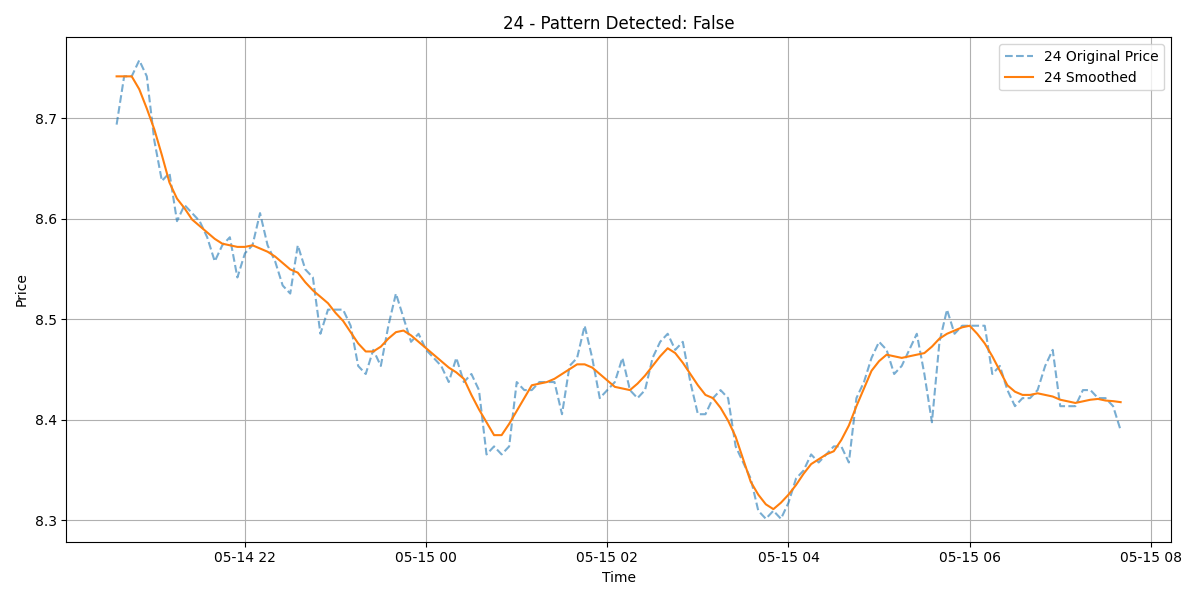 24 - Pattern Detected: False
24 Original Price
24 Smoothed
8.7
8.6
8.5
8.4
8.3
Price
05-14 22
05-15 00
05-15 02
05-15 04
05-15 06
05-15 08
Time